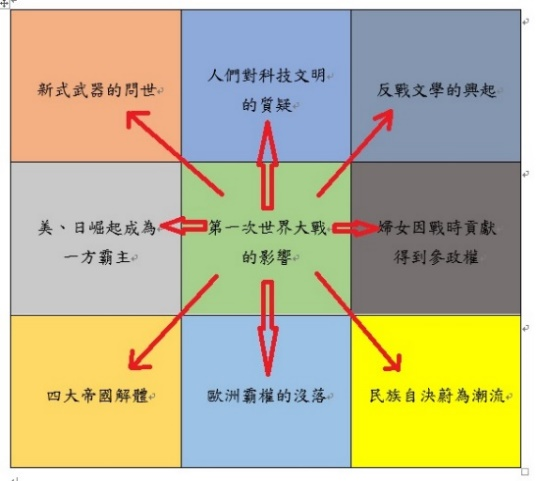 新式武器的問世
人們對科技文明
的質疑
反戰文學的興起
美、日崛起成為
一方霸主
第一次世界大戰
的影響
婦女因戰時貢獻
得到參政權
四大帝國解體
歐洲霸權的沒落
民族自決蔚為潮流